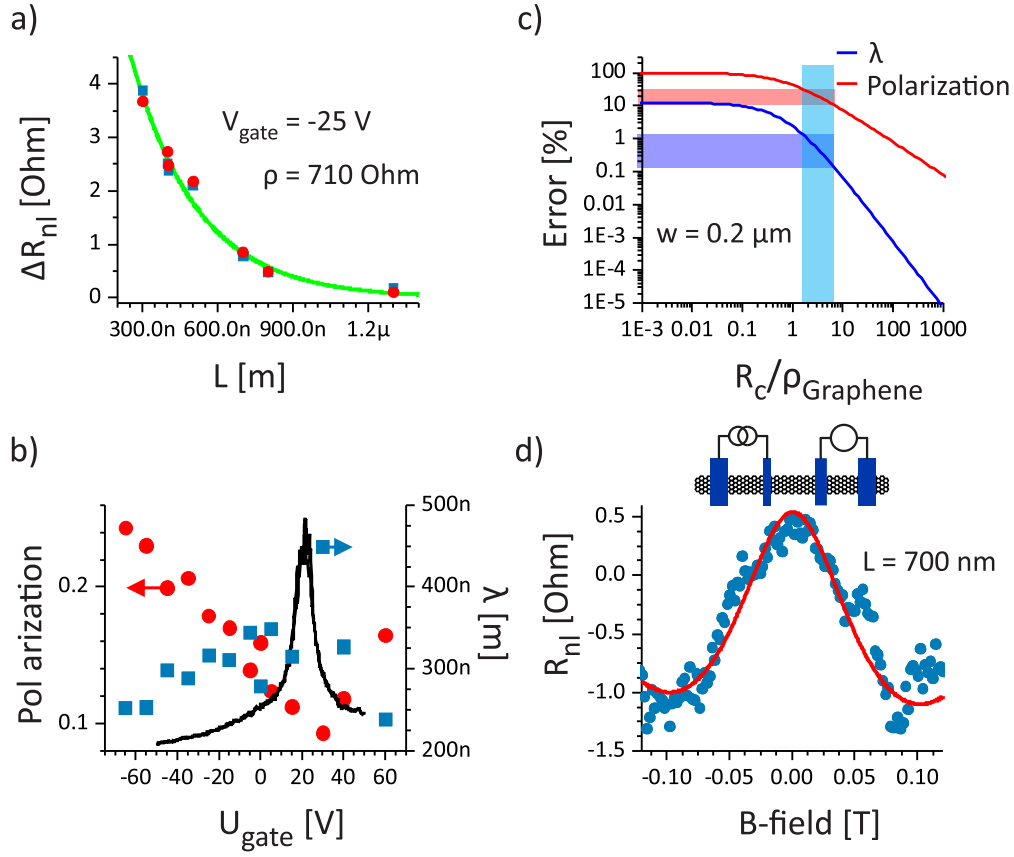 a)
ΔR_nl [Ohm]
4
3
2
1
0
V_gate = -25 V
ρ = 710 Ohm
300.0n 600.0n 900.0n 1.2µ
L [m]
c)
λ
Polarization
Error [%]
100
10
1
0.1
0.01
1E-3
1E-4
1E-5
w = 0.2 µm
1E-3 0.01 0.1 1 10 100 1000
R_c/ρ_Graphene
b)
Pol arization
0.2
0.1
500n
400n
300n
200n
λ [m]
-60 -40 -20 0 20 40 60
U_gate [V]
d)
R_nl [Ohm]
0.5
0.0
-0.5
-1.0
-1.5
L = 700 nm
-0.10 -0.05 0.00 0.05 0.10
B-field [T]